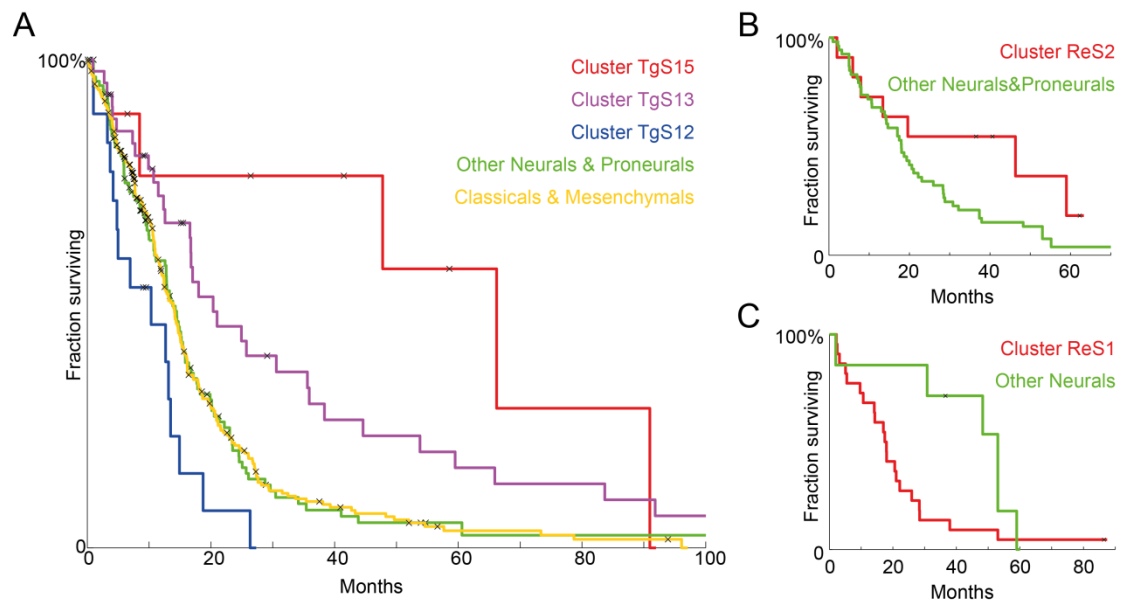 A
100%
Cluster TgS15
Cluster TgS13
Cluster TgS12
Other Neurals & Proneurals
Classicals & Mesenchymals
Fraction surviving
0
0 20 40 60 80 100
Months
B
100%
Cluster ReS2
Other Neurals&Proneurals
Fraction surviving
0
0 20 40 60
Months
C
100%
Cluster ReS1
Other Neurals
Fraction surviving
0
0 20 40 60 80
Months